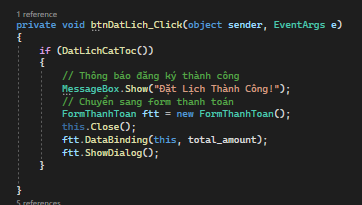 1 reference
private void btnDatLich_Click(object sender, EventArgs e)
{
if (DatLichCatToc())
{
// Thông báo đăng ký thành công
MessageBox.Show("Đặt Lịch Thành Công!");
// Chuyển sang form thanh toán
FormThanhToan ftt = new FormThanhToan();
this.Close();
ftt.DataBinding(this, total_amount);
ftt.ShowDialog();
}
}
5 references